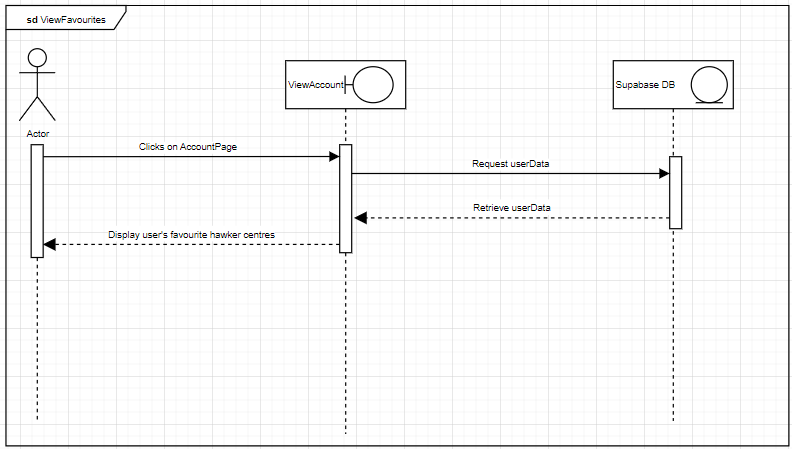 sd ViewFavourites
ViewAccount
Supabase DB
Actor
Clicks on AccountPage
Request userData
Retrieve userData
Display user's favourite hawker centres